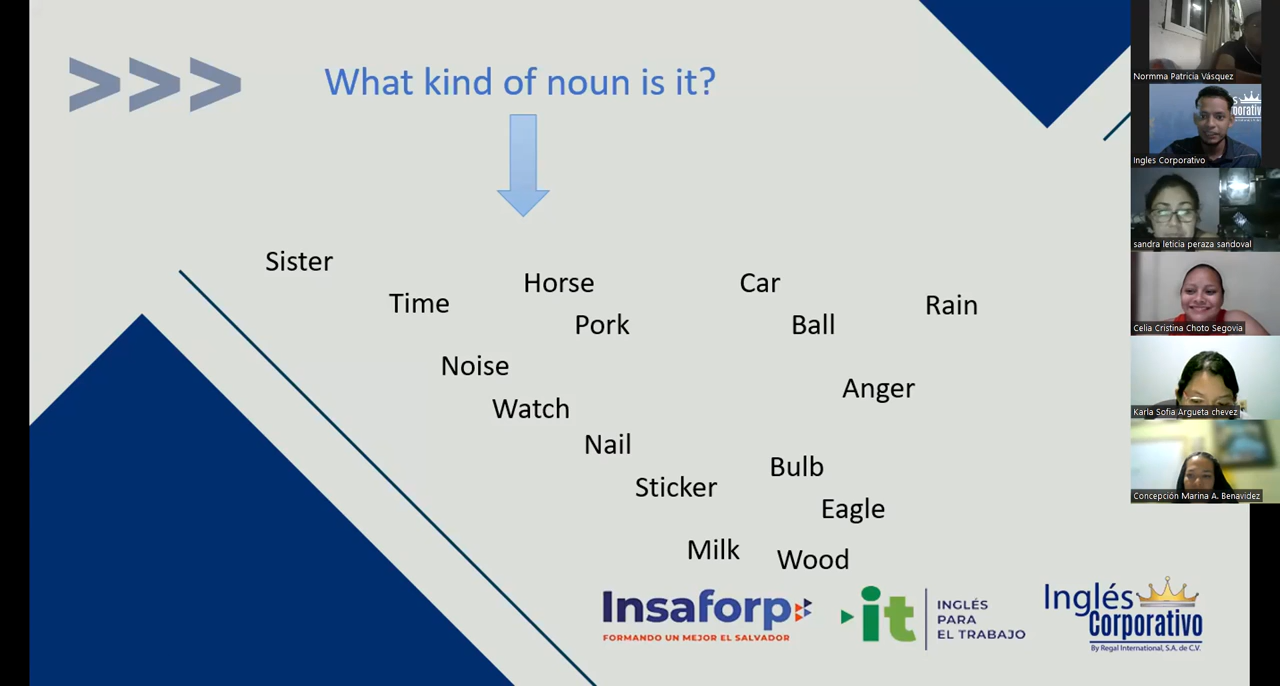 >>> What kind of noun is it?
Sister
Horse
Car
Time
Rain
Pork
Ball
Noise
Anger
Watch
Nail
Bulb
Sticker
Eagle
Milk
Wood
Insaforp
FORMANDO UN MEJOR EL SALVADOR
it
INGLÉS
PARA
EL TRABAJO
Inglés
Corporativo
By Regal International, S.A. de C.V.
Normma Patricia Vásquez
Ingles Corporativo
sandra leticia peraza sandoval
Celia Cristina Choto Segovia
Karla Sofia Argueta chevez
Concepción Marina A. Benavidez